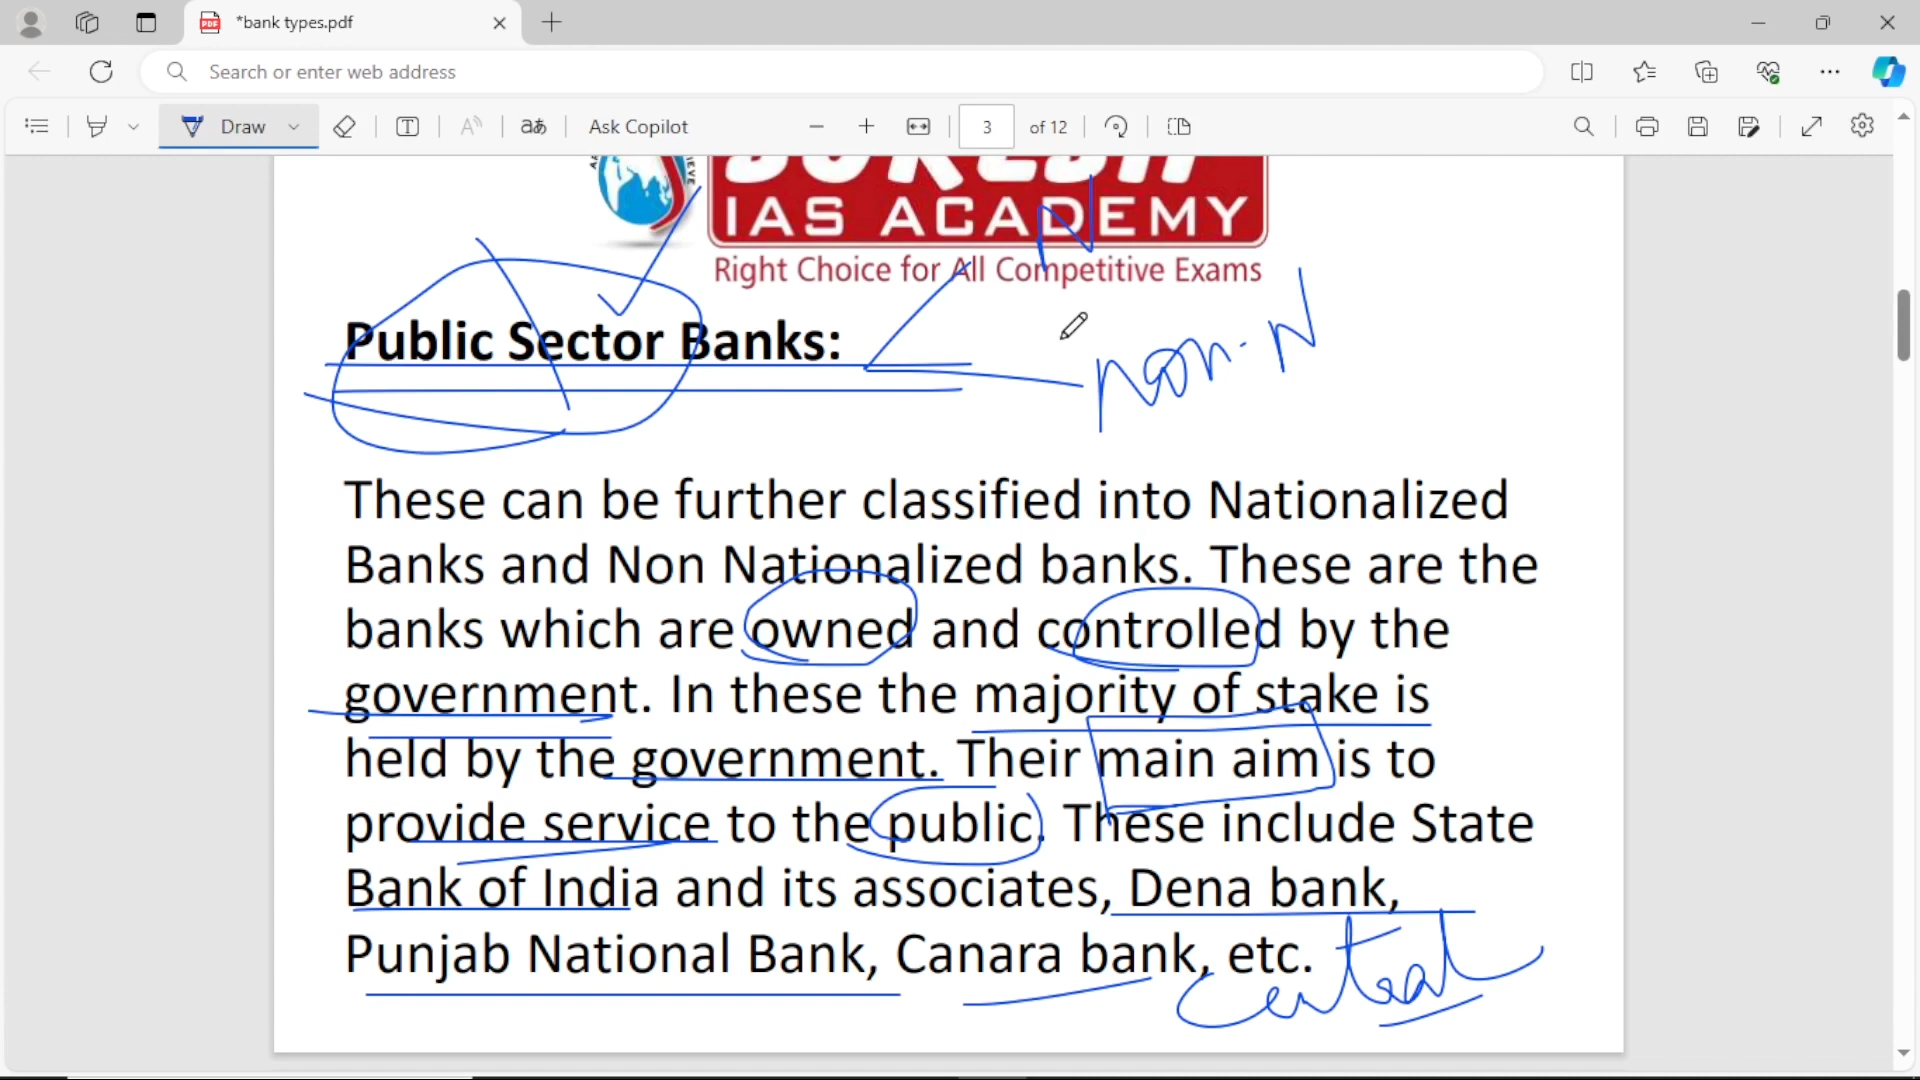 *bank types.pdf
Search or enter web address
Draw
Ask Copilot
3 of 12
IAS ACADEMY
Right Choice for All Competitive Exams
N
Public Sector Banks:
non-N
These can be further classified into Nationalized
Banks and Non Nationalized banks. These are the
banks which are owned and controlled by the
government. In these the majority of stake is
held by the government. Their main aim is to
provide service to the public. These include State
Bank of India and its associates, Dena bank,
Punjab National Bank, Canara bank, etc.
Central